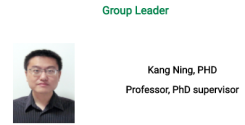 Group Leader
Kang Ning, PHD
Professor, PhD supervisor